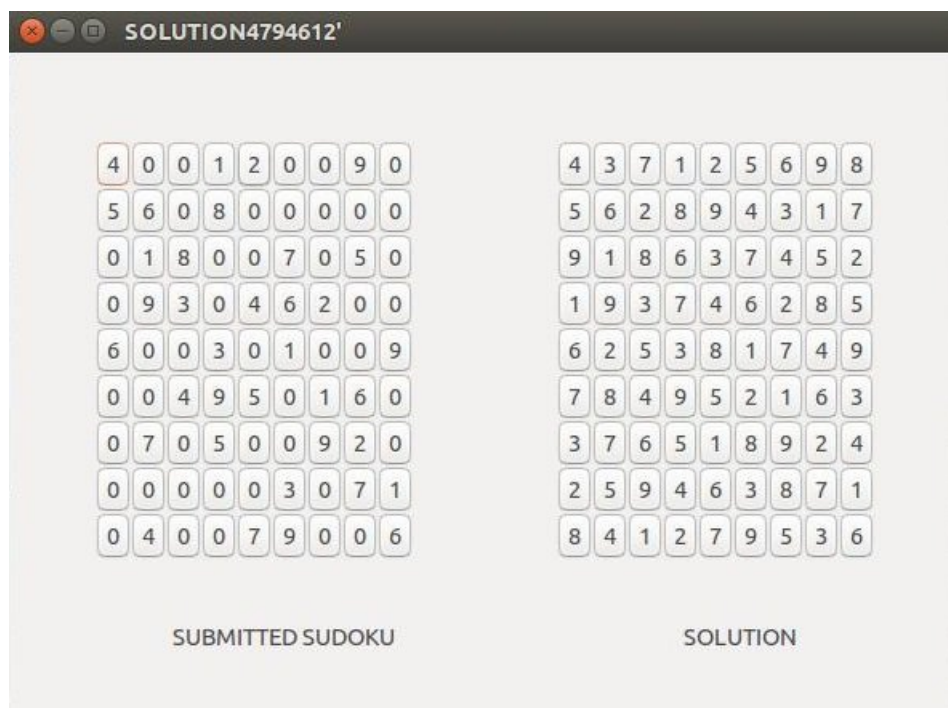 SOLUTION4794612'
4 0 0 1 2 0 0 9 0 4 3 7 1 2 5 6 9 8
5 6 0 8 0 0 0 0 0 5 6 2 8 9 4 3 1 7
0 1 8 0 0 7 0 5 0 9 1 8 6 3 7 4 5 2
0 9 3 0 4 6 2 0 0 1 9 3 7 4 6 2 8 5
6 0 0 3 0 1 0 0 9 6 2 5 3 8 1 7 4 9
0 0 4 9 5 0 1 6 0 7 8 4 9 5 2 1 6 3
0 7 0 5 0 0 9 2 0 3 7 6 5 1 8 9 2 4
0 0 0 0 0 3 0 7 1 2 5 9 4 6 3 8 7 1
0 4 0 0 7 9 0 0 6 8 4 1 2 7 9 5 3 6
SUBMITTED SUDOKU SOLUTION